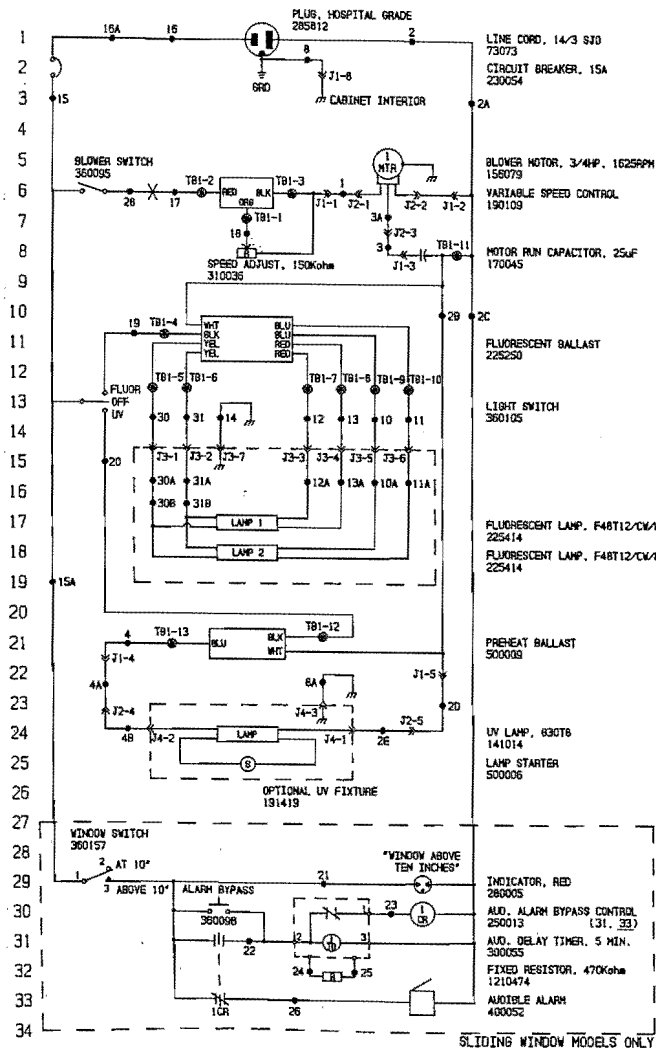 PLUG, HOSPITAL GRADE
285812
1 16A 16 2 LINE CORD, 14/3 SJO
73073
8
2 J1-8 CIRCUIT BREAKER, 15A
230054
GRD
3 15 CABINET INTERIOR 2A
4
5 BLOWER SWITCH
360095
1
MTR
BLOWER MOTOR, 3/4HP, 1625RPM
156079
6 28 17 TB1-2 RED BLK TB1-3 J1-1 1 J2-1 J2-2 J1-2 VARIABLE SPEED CONTROL
190109
ORG
7 TB1-1 3A
18 J2-3
8 R 3 J1-3 TB1-11 MOTOR RUN CAPACITOR, 25uF
170045
SPEED ADJUST, 150Kohm
310036
9
10 19 TB1-4 WHT BLU 2B 2C
BLK BLU
11 YEL RED FLUORESCENT BALLAST
225250
YEL RED
12 TB1-5 TB1-6 TB1-7 TB1-8 TB1-9 TB1-10
FLUOR
13 OFF LIGHT SWITCH
360105
UV 30 31 14 12 13 10 11
14
15 20 J3-1 J3-2 J3-7 J3-3 J3-4 J3-5 J3-6
16 30A 31A 12A 13A 10A 11A
30B 31B
17 LAMP 1 FLUORESCENT LAMP, F48T12/CW/
225414
18 LAMP 2 FLUORESCENT LAMP, F48T12/CW/
225414
19 15A
20
21 4 TB1-13 BLU BLK TB1-12 PREHEAT BALLAST
500009
WHT
J1-4
22 J1-5
4A 6A
23 2D
J2-4 J4-3
24 4B J4-2 LAMP J4-1 2E J2-5 UV LAMP, G30T8
141014
25 S LAMP STARTER
500006
26 OPTIONAL UV FIXTURE
191419
27
28 WINDOW SWITCH
360157
2 AT 10"
"WINDOW ABOVE
TEN INCHES"
29 1 3 ABOVE 10" 21 INDICATOR, RED
280005
30 ALARM BYPASS
360098
1 23 1
CR
AUD. ALARM BYPASS CONTROL
250013 (31, 33)
31 22 2 1
TD
3 AUD. DELAY TIMER, 5 MIN.
300055
32 24 R 25 FIXED RESISTOR, 470Kohm
1210474
33 1CR 26 AUDIBLE ALARM
400052
34
SLIDING WINDOW MODELS ONLY